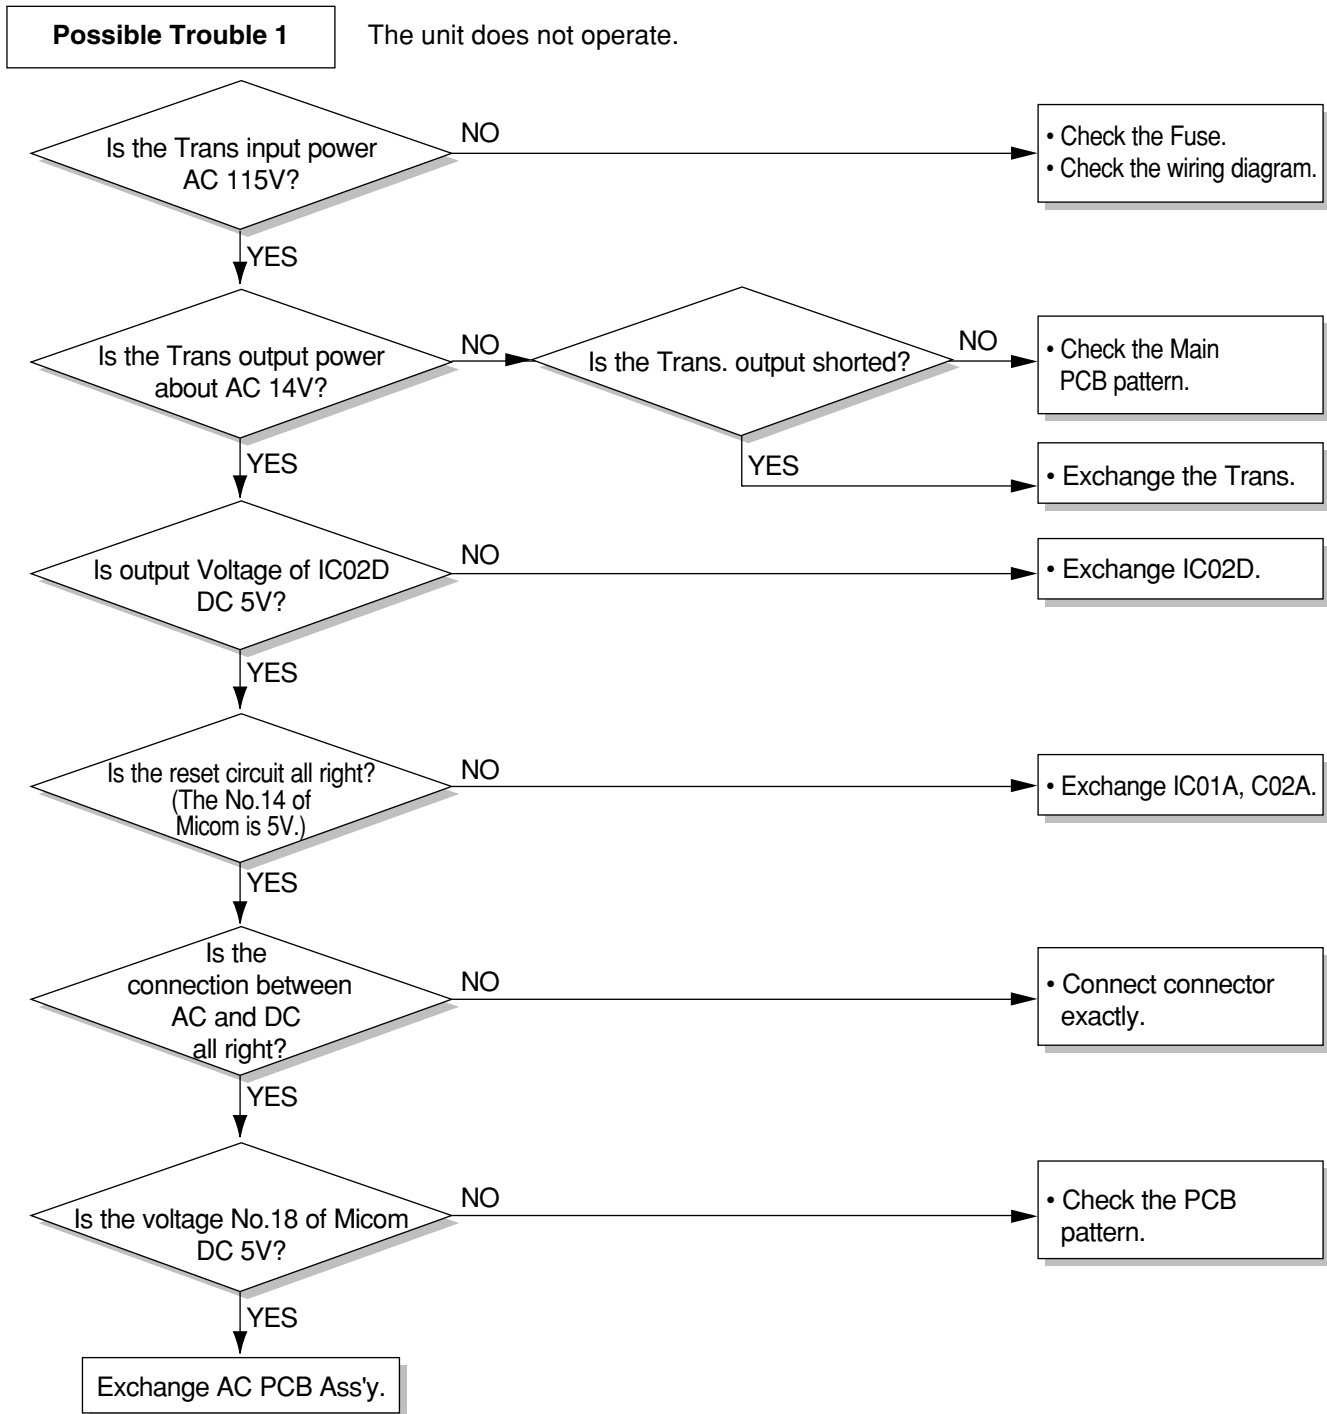 Possible Trouble 1
The unit does not operate.
Is the Trans input power
AC 115V?
NO
• Check the Fuse.
• Check the wiring diagram.
YES
Is the Trans output power
about AC 14V?
NO
Is the Trans. output shorted?
NO
• Check the Main
PCB pattern.
YES
• Exchange the Trans.
YES
Is output Voltage of IC02D
DC 5V?
NO
• Exchange IC02D.
YES
Is the reset circuit all right?
(The No.14 of
Micom is 5V.)
NO
• Exchange IC01A, C02A.
YES
Is the
connection between
AC and DC
all right?
NO
• Connect connector
exactly.
YES
Is the voltage No.18 of Micom
DC 5V?
NO
• Check the PCB
pattern.
YES
Exchange AC PCB Ass'y.